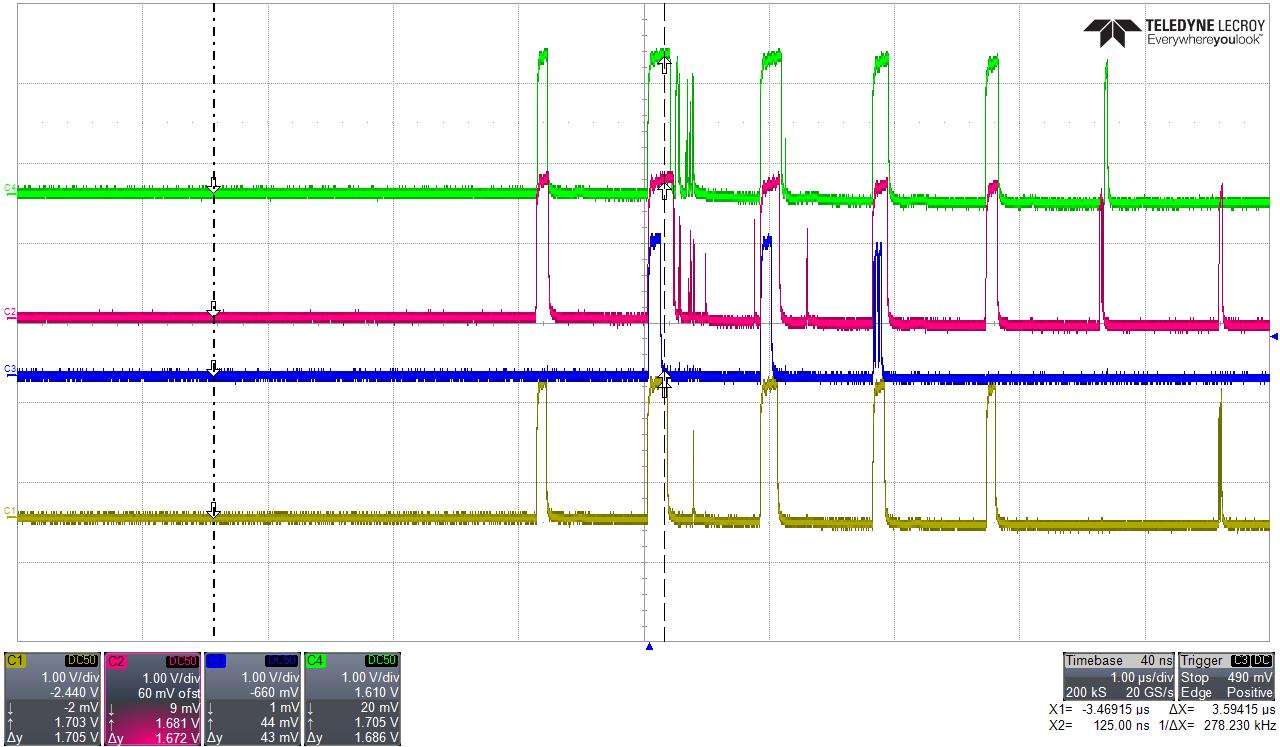 TELEDYNE LECROY
Everywhereyoulook™
C4
C2
C3
C1
C1 DC50
1.00 V/div
-2.440 V
↓ -2 mV
↑ 1.703 V
Δy 1.705 V
C2 DC50
1.00 V/div
60 mV ofst
↓ 9 mV
↑ 1.681 V
Δy 1.672 V
C3 DC50
1.00 V/div
-660 mV
↓ 1 mV
↑ 44 mV
Δy 43 mV
C4 DC50
1.00 V/div
1.610 V
↓ 20 mV
↑ 1.705 V
Δy 1.686 V
Timebase 40 ns
1.00 µs/div
200 kS 20 GS/s
Trigger C3 DC
Stop 490 mV
Edge Positive
X1= -3.46915 µs ΔX= 3.59415 µs
X2= 125.00 ns 1/ΔX= 278.230 kHz